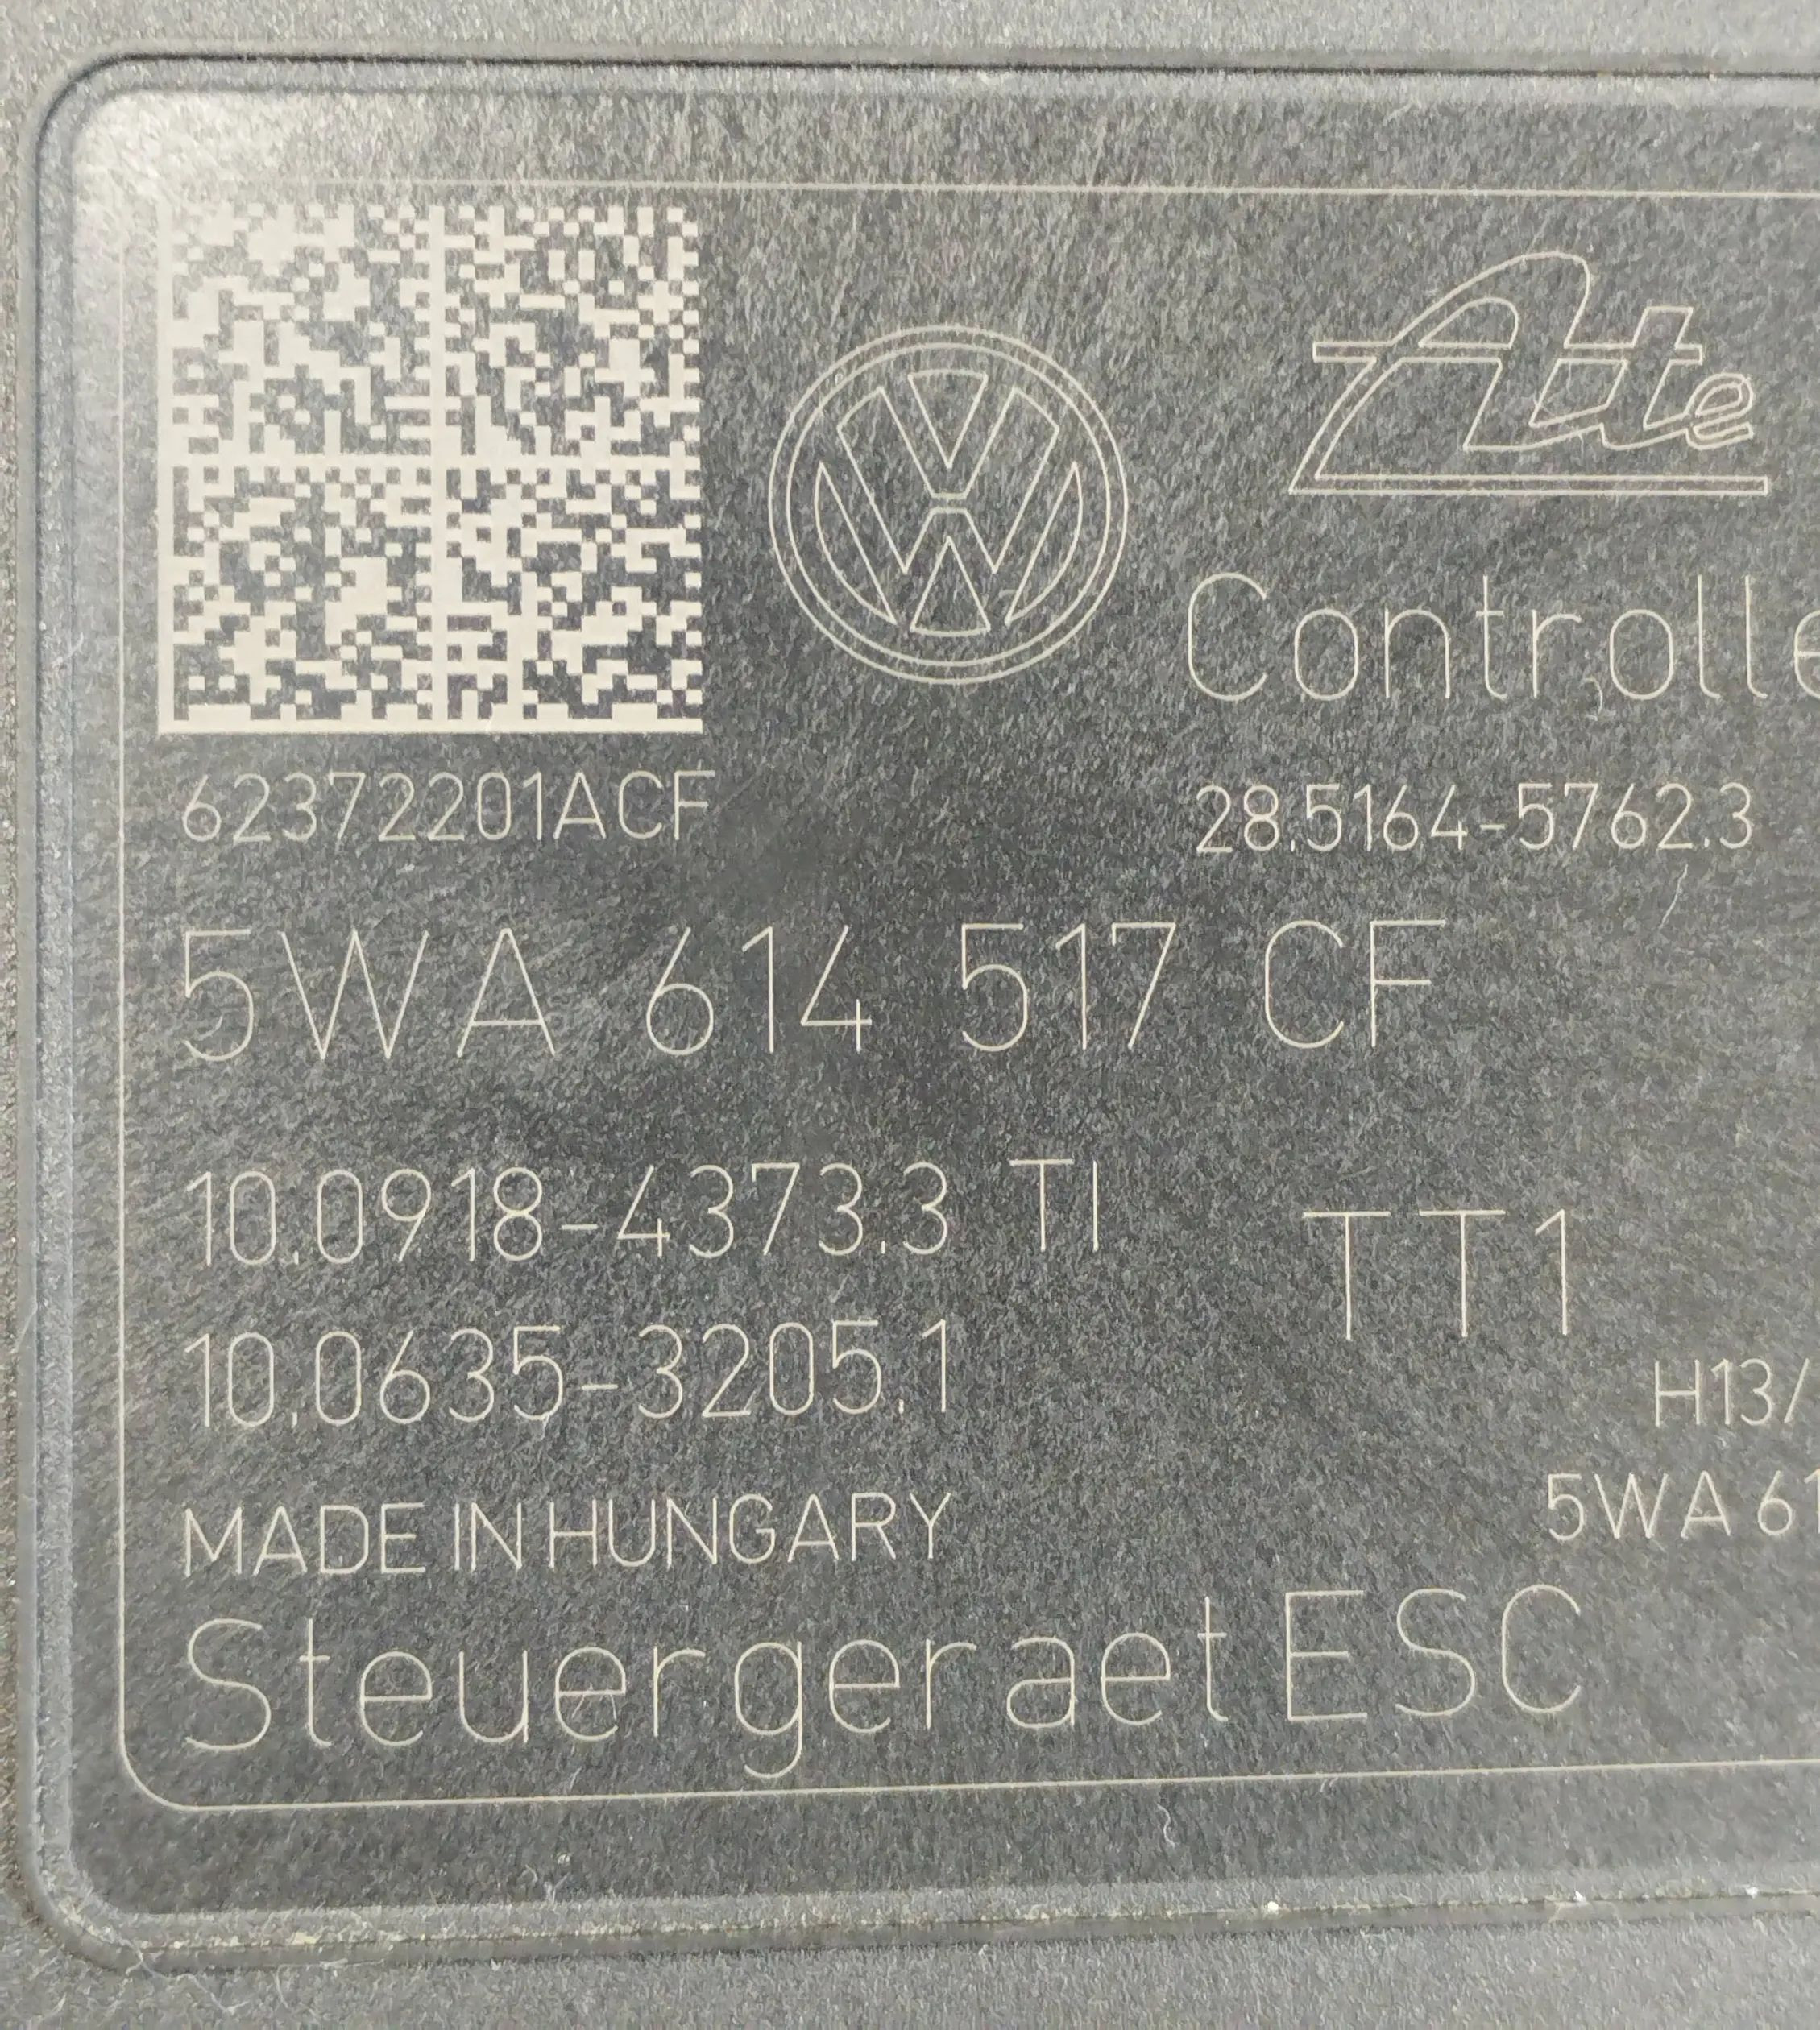 Ate
Controlle
62372201ACF
28.5164-5762.3
5WA 614 517 CF
10.0918-4373.3 TI
TT1
10.0635-3205.1
H13/
5WA 61
MADE IN HUNGARY
Steuergeraet ESC